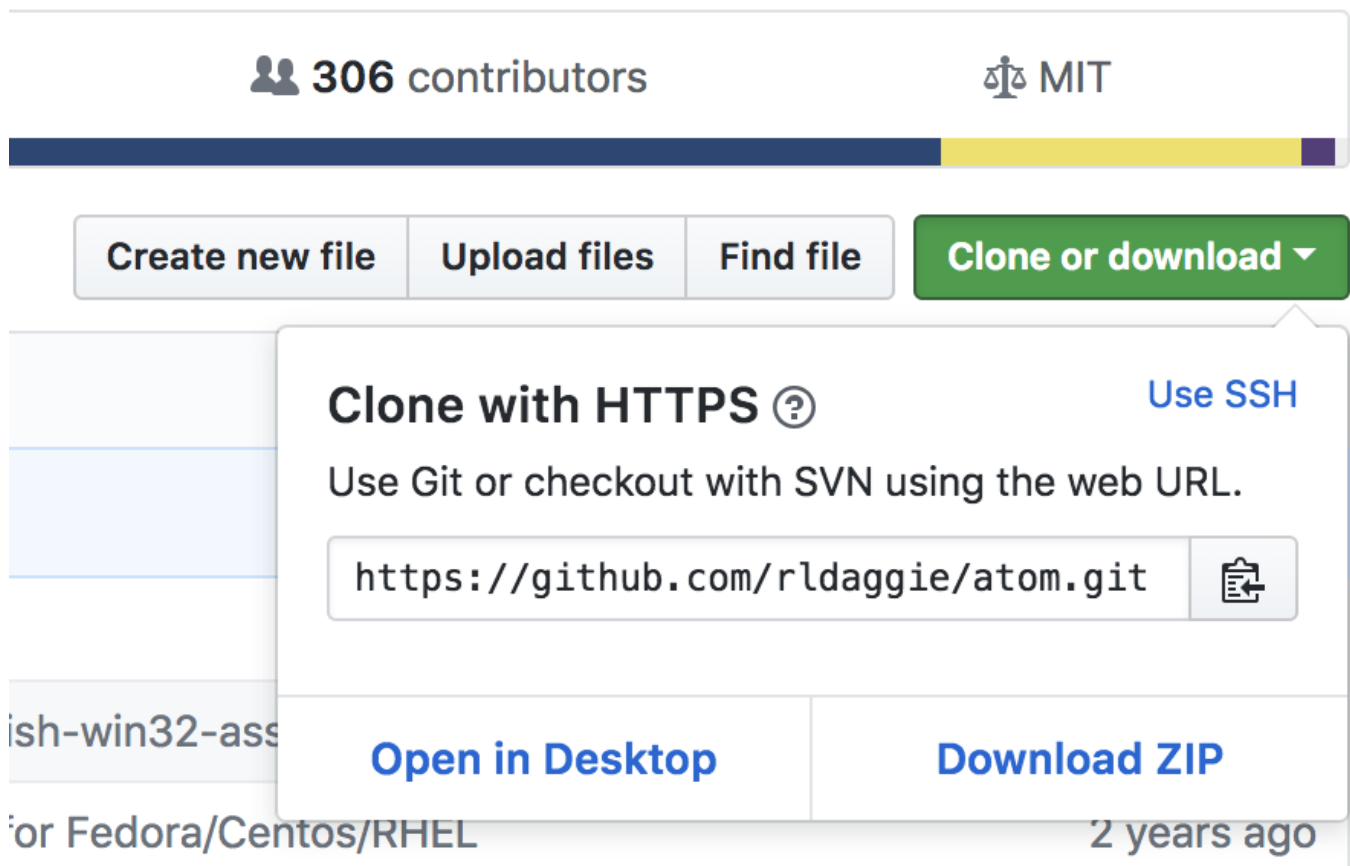 306 contributors MIT
Create new file Upload files Find file Clone or download
Clone with HTTPS ? Use SSH
Use Git or checkout with SVN using the web URL.
https://github.com/rldaggie/atom.git
ish-win32-ass
Open in Desktop Download ZIP
for Fedora/Centos/RHEL 2 years ago